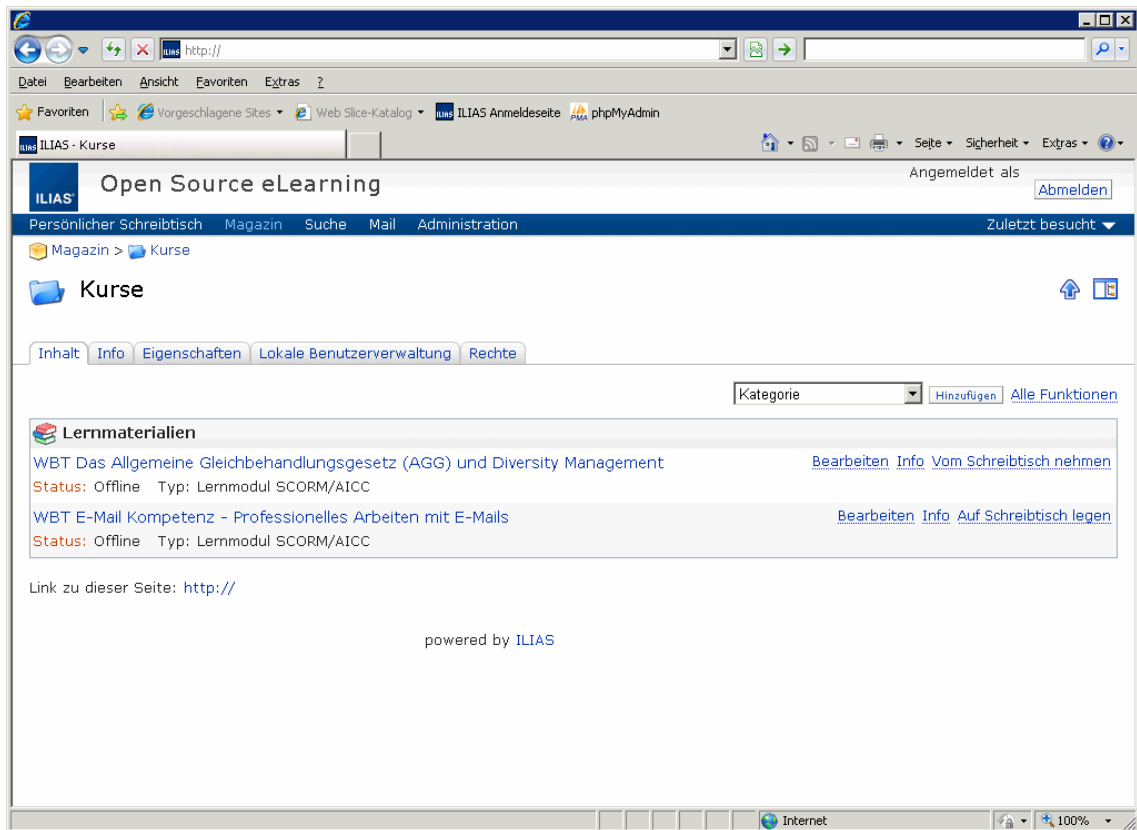 http://
Datei Bearbeiten Ansicht Favoriten Extras ?
Favoriten Vorgeschlagene Sites Web Slice-Katalog ILIAS ILIAS Anmeldeseite PMA phpMyAdmin
ILIAS ILIAS - Kurse Seite Sicherheit Extras
ILIAS Open Source eLearning Angemeldet als
Abmelden
Persönlicher Schreibtisch Magazin Suche Mail Administration Zuletzt besucht
Magazin > Kurse
Kurse
Inhalt Info Eigenschaften Lokale Benutzerverwaltung Rechte
Kategorie Hinzufügen Alle Funktionen
Lernmaterialien
WBT Das Allgemeine Gleichbehandlungsgesetz (AGG) und Diversity Management Bearbeiten Info Vom Schreibtisch nehmen
Status: Offline Typ: Lernmodul SCORM/AICC
WBT E-Mail Kompetenz - Professionelles Arbeiten mit E-Mails Bearbeiten Info Auf Schreibtisch legen
Status: Offline Typ: Lernmodul SCORM/AICC
Link zu dieser Seite: http://
powered by ILIAS
Internet 100%